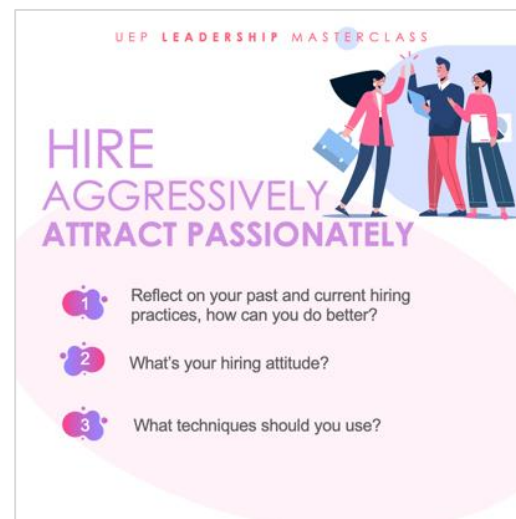 UEP LEADERSHIP MASTERCLASS
HIRE
AGGRESSIVELY
ATTRACT PASSIONATELY
1
Reflect on your past and current hiring
practices, how can you do better?
2
What's your hiring attitude?
3
What techniques should you use?